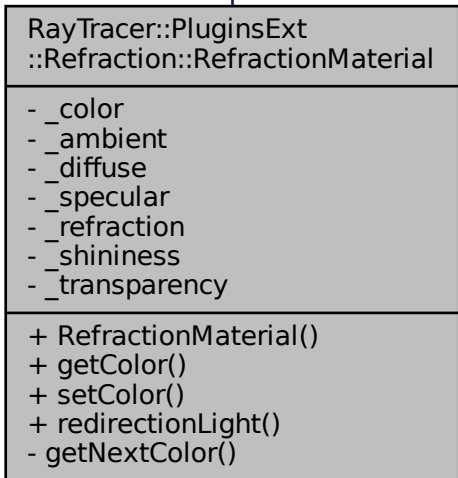 RayTracer::PluginsExt
::Refraction::RefractionMaterial
- _color
- _ambient
- _diffuse
- _specular
- _refraction
- _shininess
- _transparency
+ RefractionMaterial()
+ getColor()
+ setColor()
+ redirectionLight()
- getNextColor()